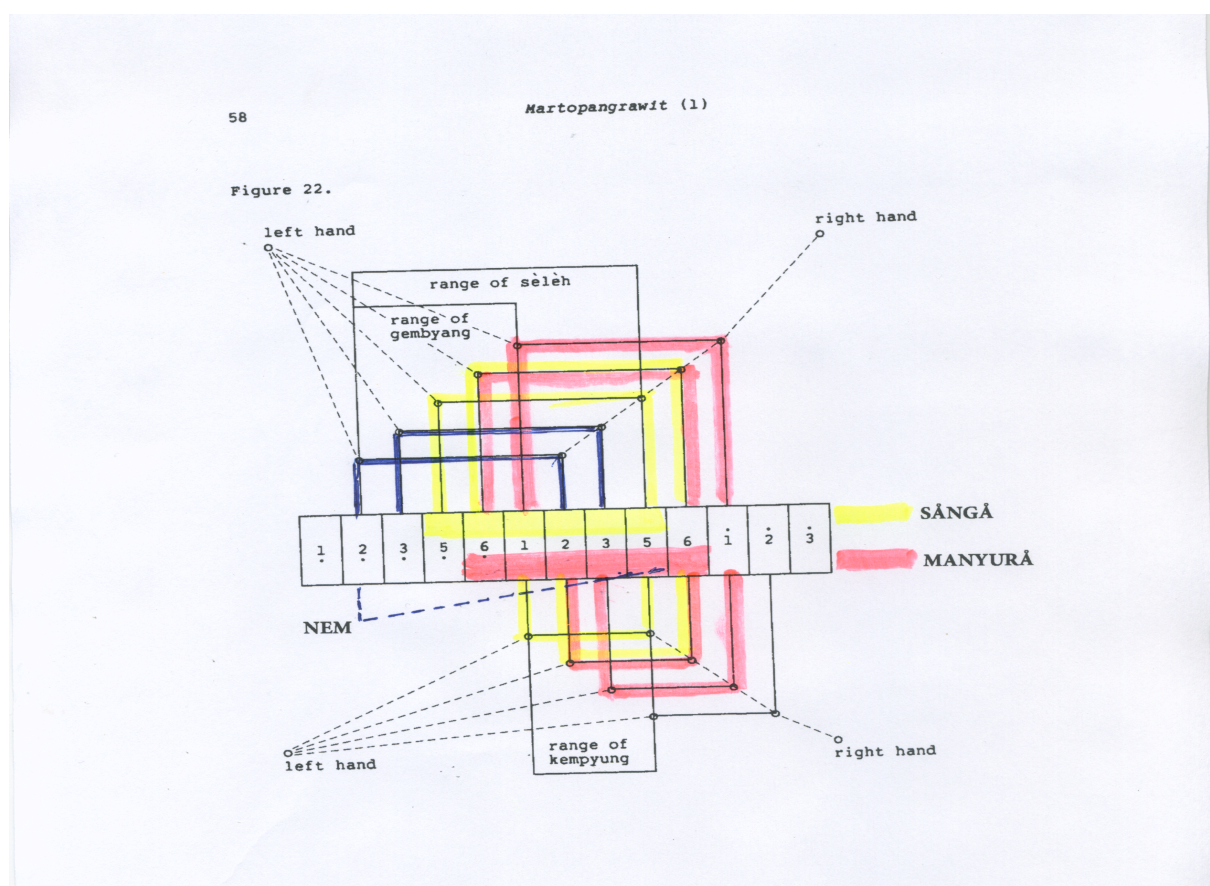 58
Martopangrawit (1)
Figure 22.
left hand
right hand
range of sèlèh
range of
gembyang
1̣ 2̣ 3̣ 5̣ 6̣ 1 2 3 5 6 1̇ 2̇ 3̇
SÅNGÅ
MANYURÅ
NEM
range of
kempyung
left hand
right hand